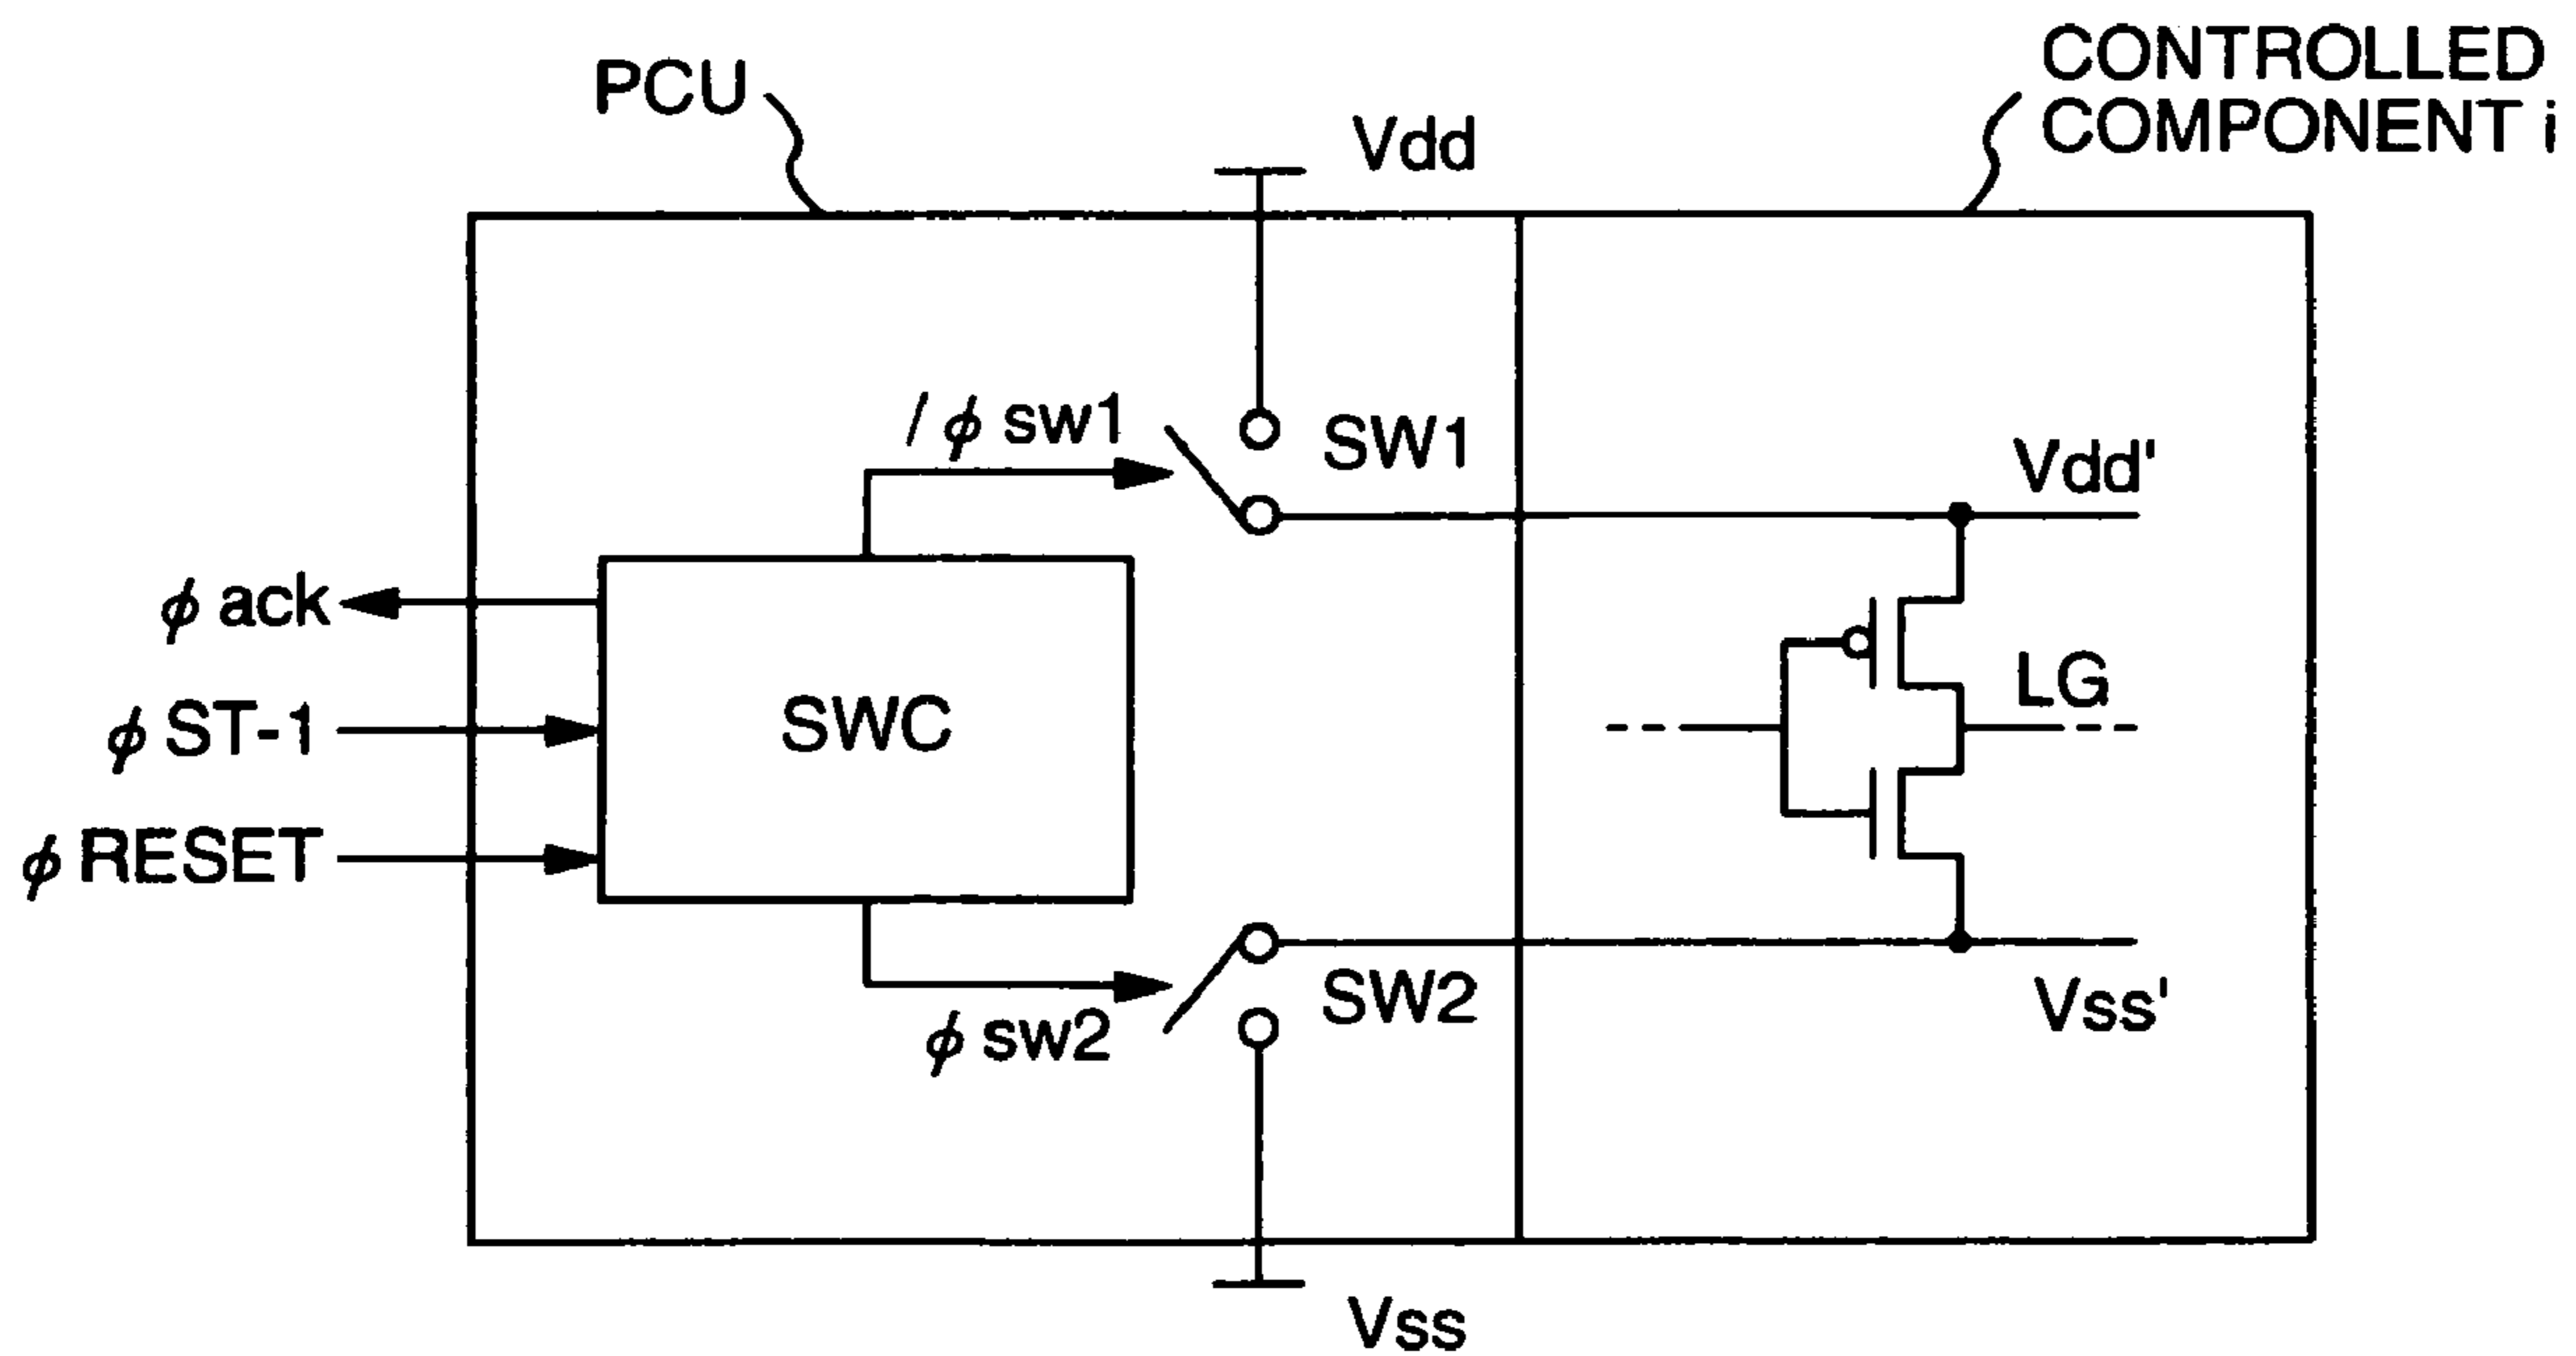 PCU
CONTROLLED
COMPONENT i
Vdd
/ϕ sw1
SW1
Vdd'
ϕ ack
ϕ ST-1
SWC
LG
ϕ RESET
SW2
ϕ sw2
Vss'
Vss